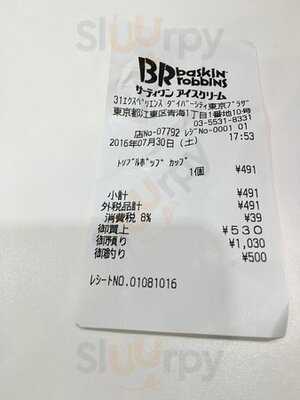 Sluurpy
BR baskin robbins
サーティワン アイスクリーム
31エクスペリエンス ダイバーシティ東京プラザ
東京都江東区青海1丁目1番地10号
03-5531-8331
店No-07792 レジNo-0001 01
2016年07月30日(土) 17:53
トリプルポップ カップ
1個 ¥491
小計 ¥491
外税品計 ¥491
消費税 8% ¥39
御買上 ¥530
御預り ¥1,030
御釣り ¥500
レシートNO.01081016
Sluurpy